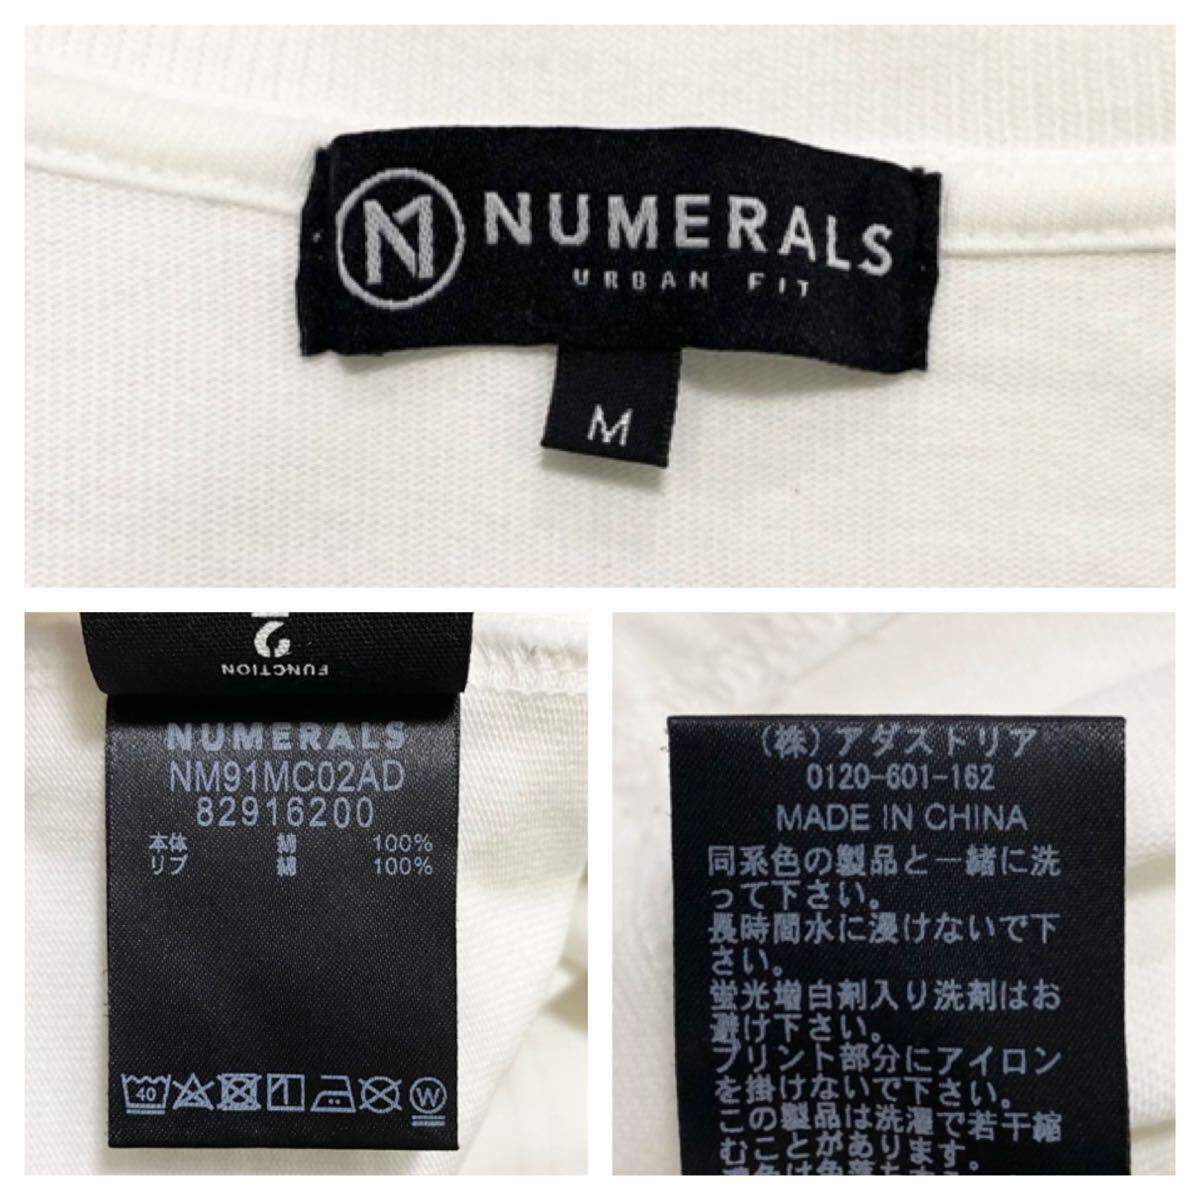 N
NUMERALS
URBAN FIT
M
2
FUNCTION
NUMERALS
NM91MC02AD
82916200
本体 綿 100%
リブ 綿 100%
40
W
(株)アダストリア
0120-601-162
MADE IN CHINA
同系色の製品と一緒に洗
って下さい。
長時間水に浸けないで下
さい。
蛍光増白剤入り洗剤はお
避け下さい。
プリント部分にアイロン
を掛けないで下さい。
この製品は洗濯で若干縮
むことがあります。